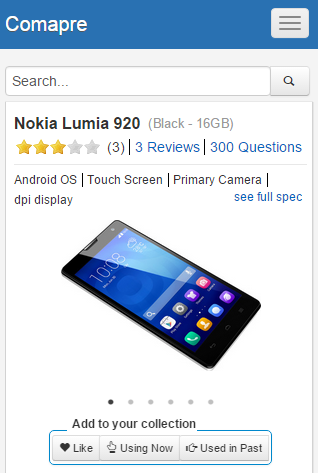 Comapre
Search...
Nokia Lumia 920 (Black - 16GB)
(3) | 3 Reviews | 300 Questions
Android OS | Touch Screen | Primary Camera |
dpi display see full spec
10:08
Add to your collection
Like Using Now Used in Past